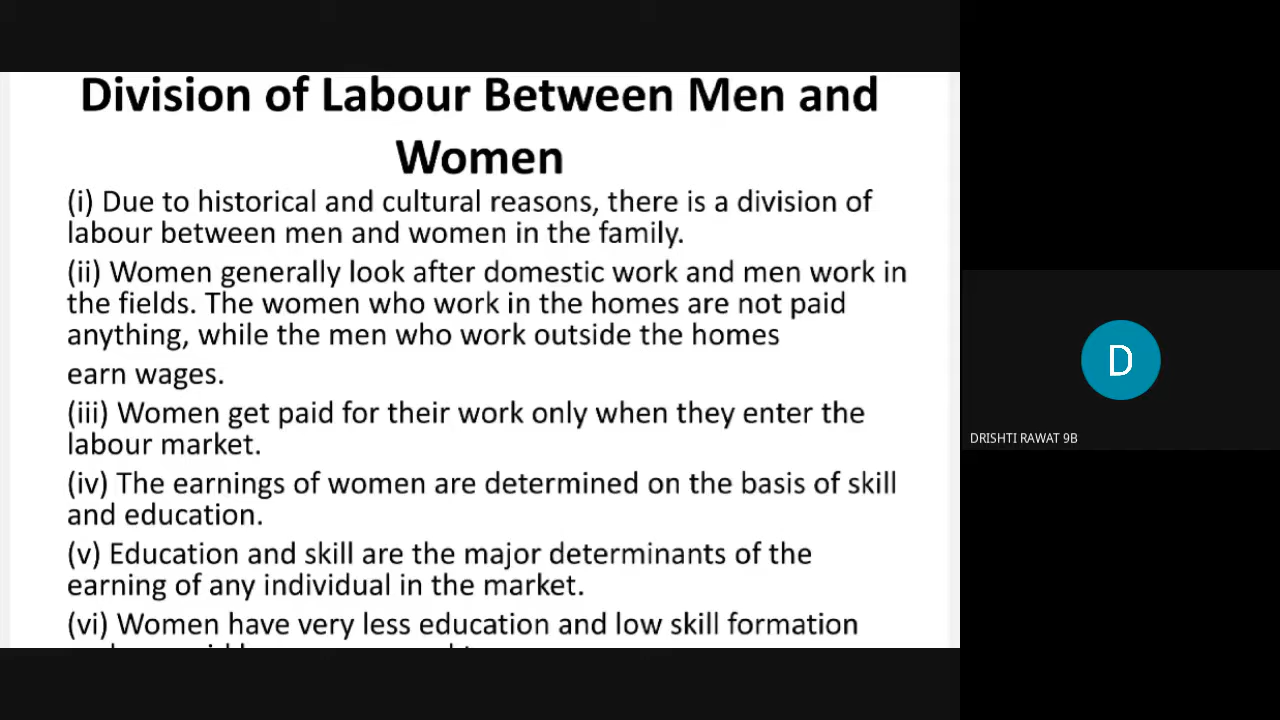 Division of Labour Between Men and
Women
(i) Due to historical and cultural reasons, there is a division of
labour between men and women in the family.
(ii) Women generally look after domestic work and men work in
the fields. The women who work in the homes are not paid
anything, while the men who work outside the homes
earn wages.
(iii) Women get paid for their work only when they enter the
labour market.
(iv) The earnings of women are determined on the basis of skill
and education.
(v) Education and skill are the major determinants of the
earning of any individual in the market.
(vi) Women have very less education and low skill formation
D
DRISHTI RAWAT 9B